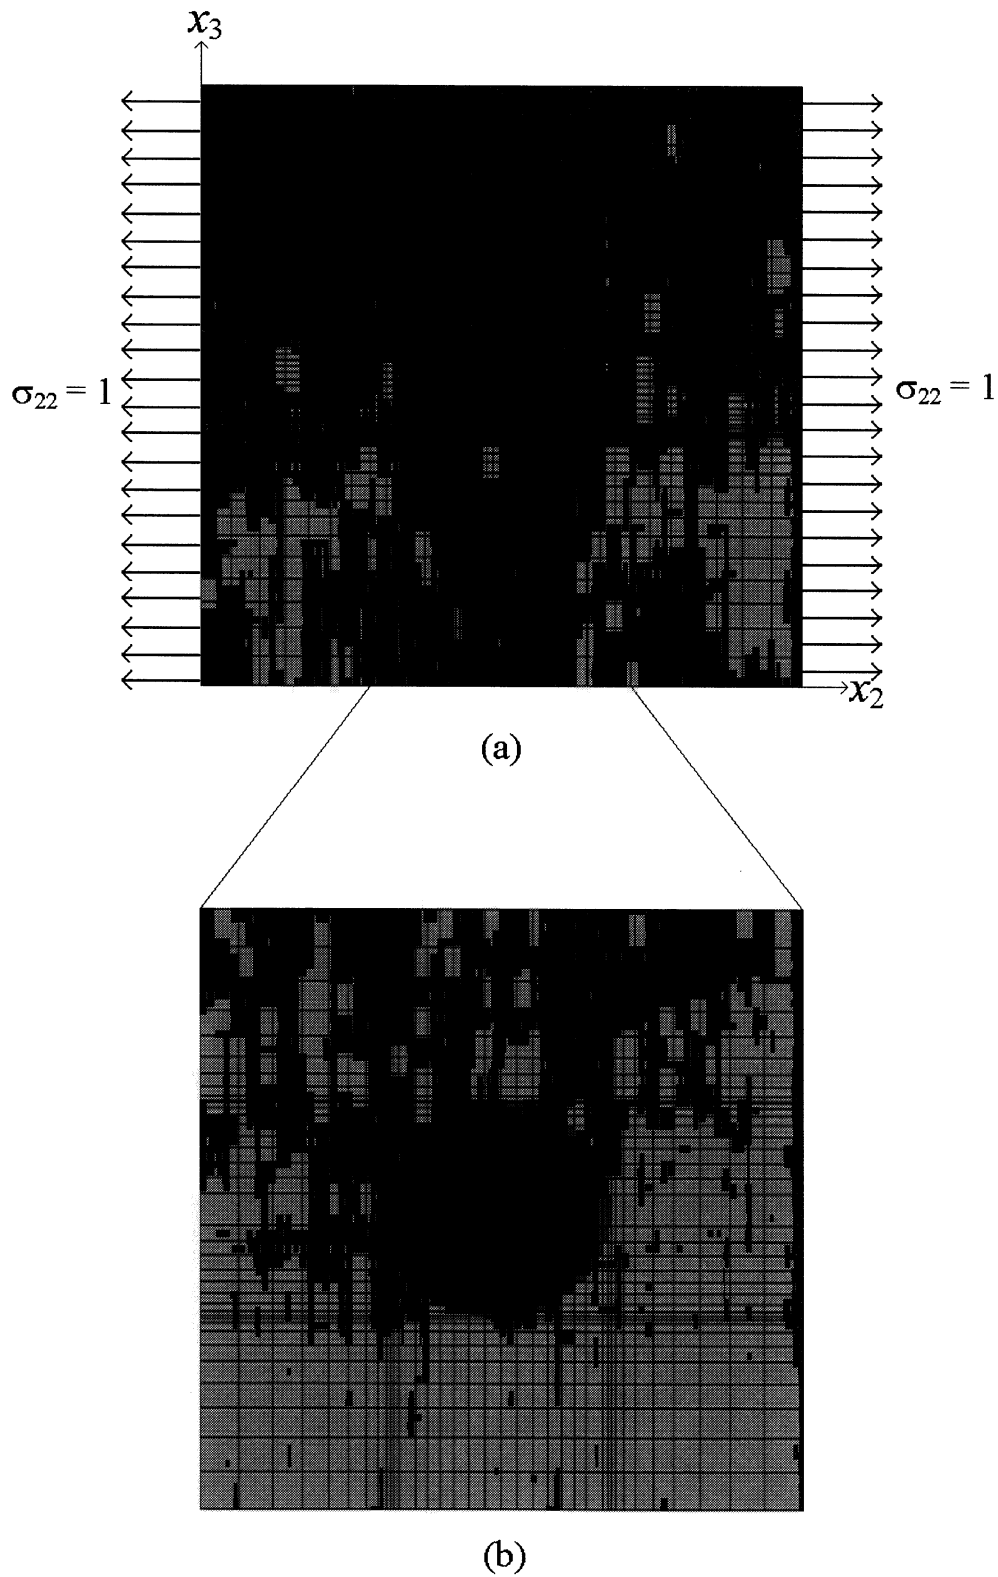 x₃
σ₂₂ = 1
σ₂₂ = 1
x₂
(a)
(b)